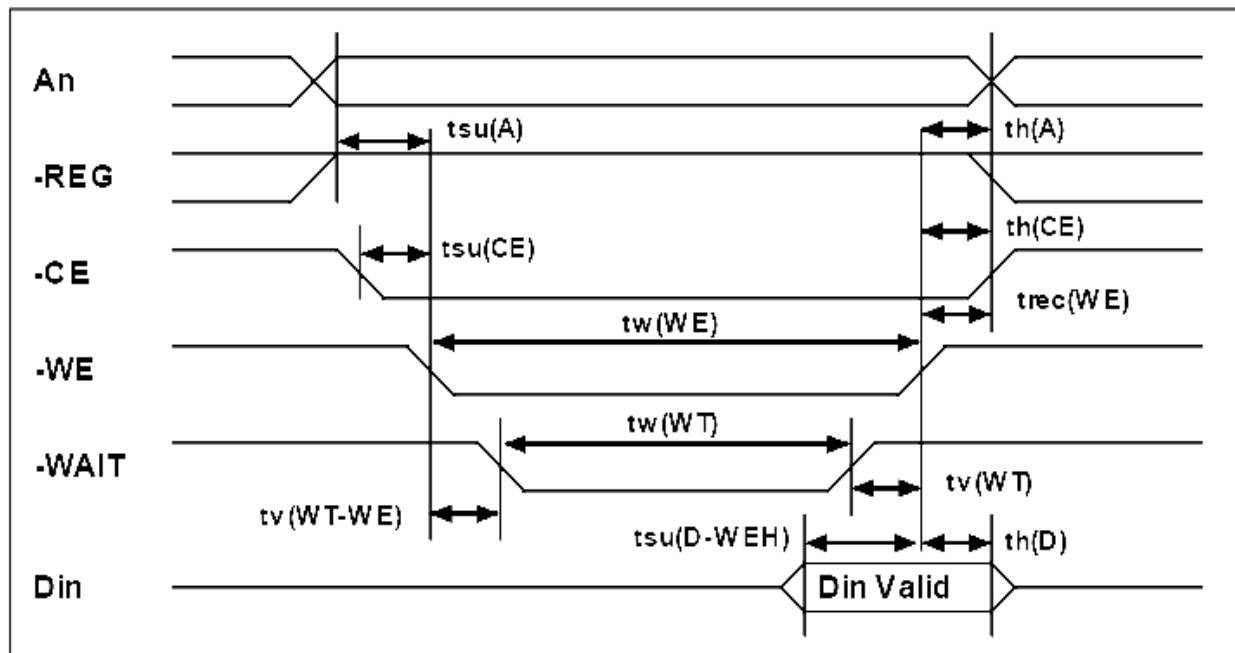 An
tsu(A)
th(A)
-REG
tsu(CE)
th(CE)
-CE
tw(WE)
trec(WE)
-WE
tw(WT)
-WAIT
tv(WT-WE)
tv(WT)
tsu(D-WEH)
th(D)
Din
Din Valid